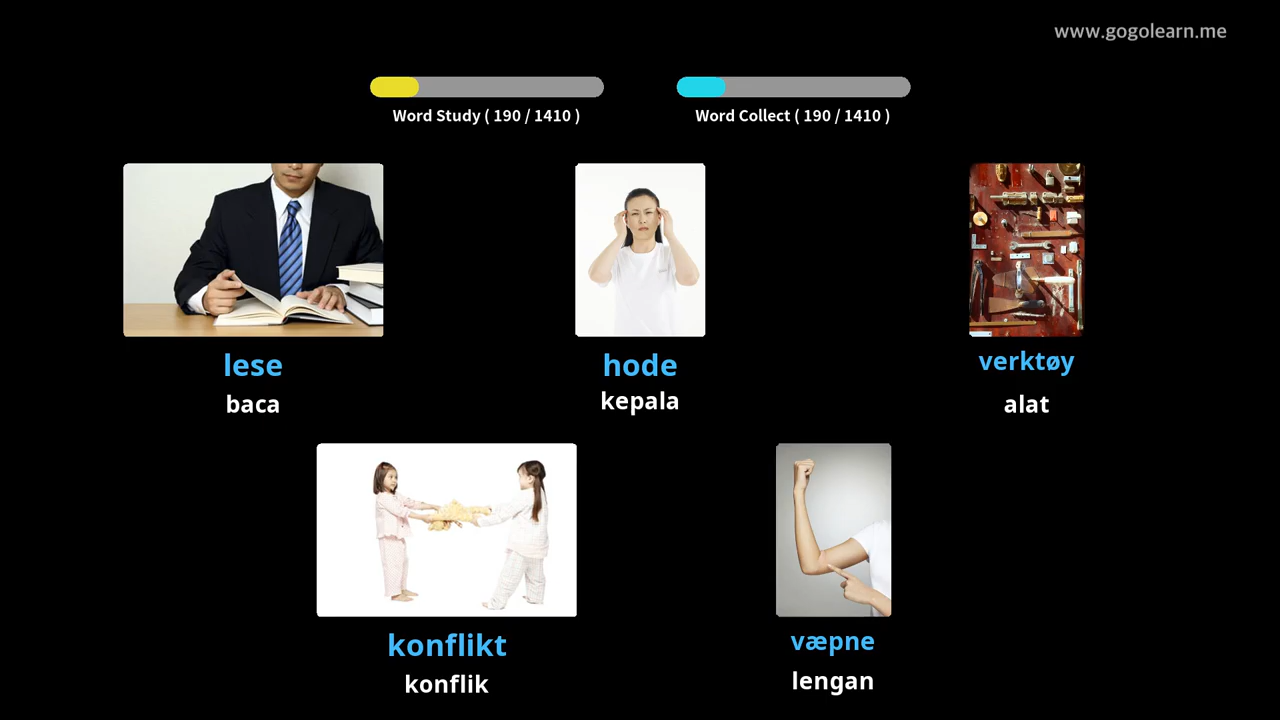 www.gogolearn.me
Word Study ( 190 / 1410 )
Word Collect ( 190 / 1410 )
lese
baca
hode
kepala
verktøy
alat
konflikt
konflik
væpne
lengan